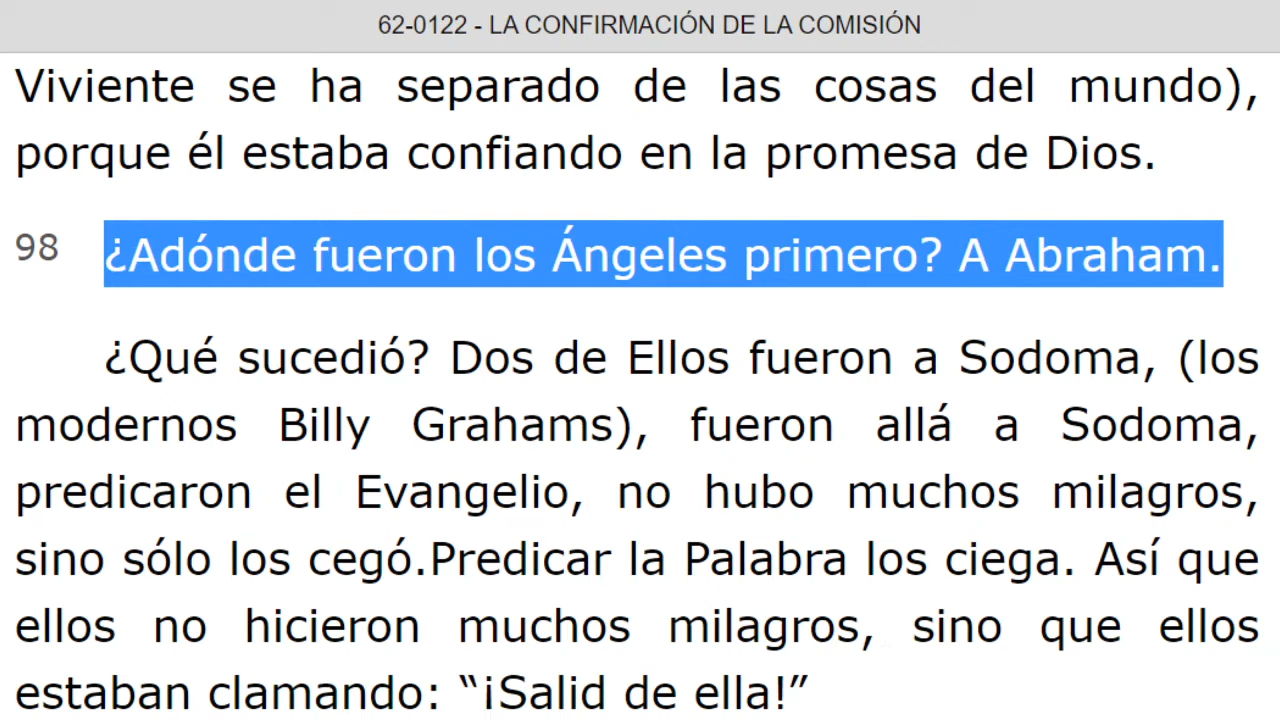 62-0122 - LA CONFIRMACIÓN DE LA COMISIÓN
Viviente se ha separado de las cosas del mundo),
porque él estaba confiando en la promesa de Dios.
98 ¿Adónde fueron los Ángeles primero? A Abraham.
¿Qué sucedió? Dos de Ellos fueron a Sodoma, (los
modernos Billy Grahams), fueron allá a Sodoma,
predicaron el Evangelio, no hubo muchos milagros,
sino sólo los cegó.Predicar la Palabra los ciega. Así que
ellos no hicieron muchos milagros, sino que ellos
estaban clamando: “¡Salid de ella!”